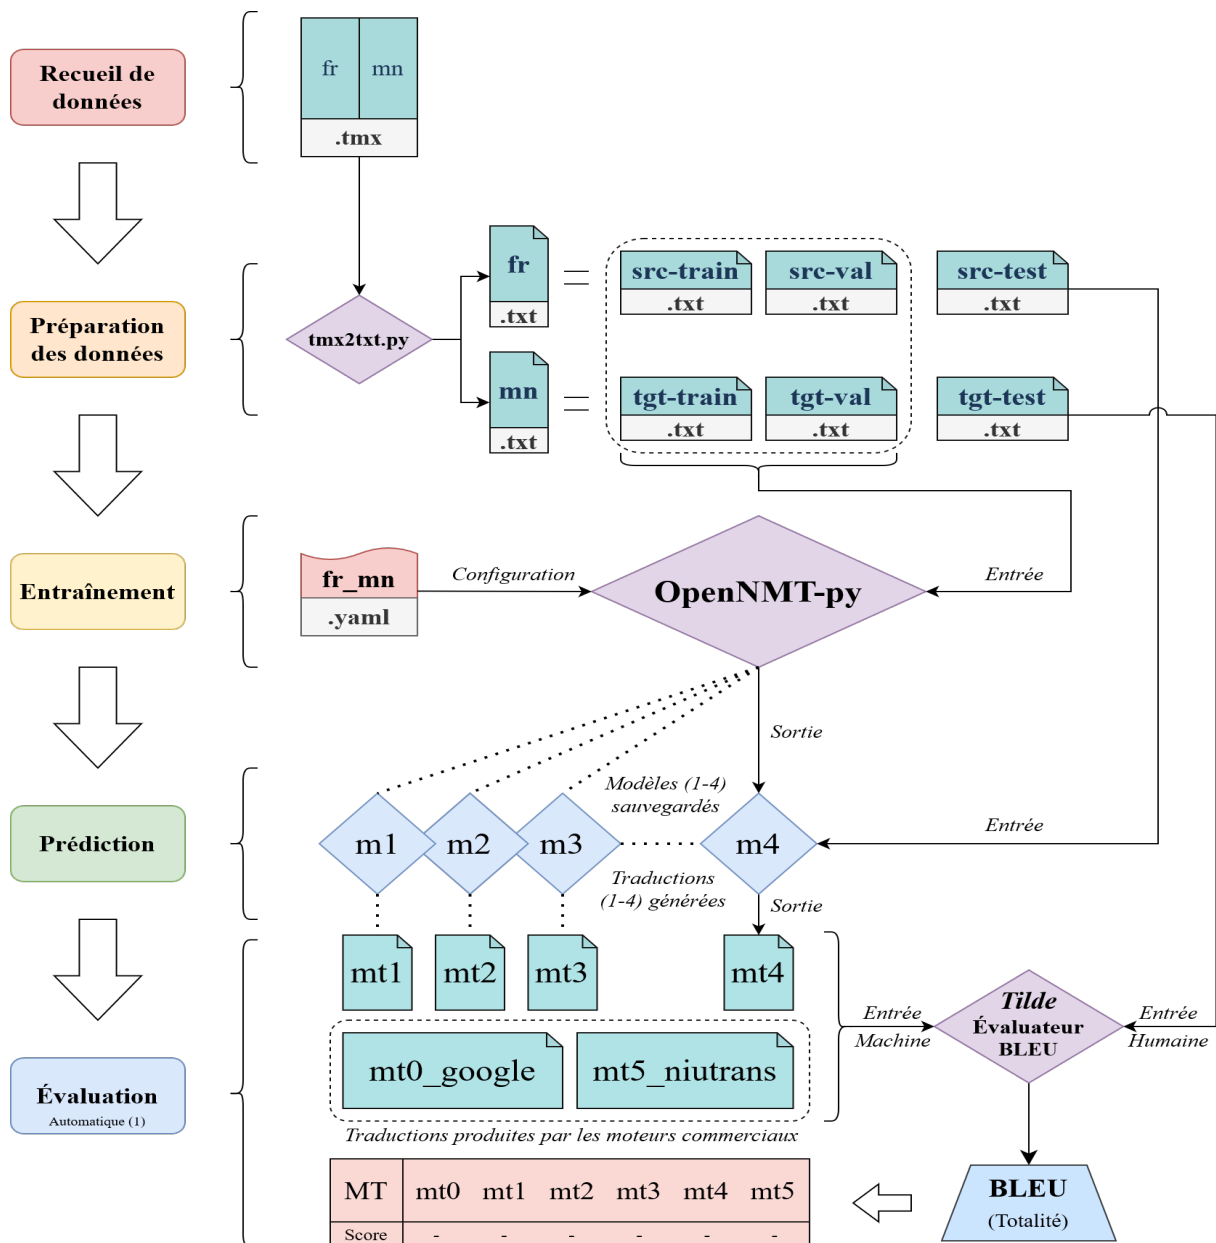 Recueil de
données
fr
mn
.tmx
Préparation
des données
tmx2txt.py
fr
.txt
mn
.txt
src-train
.txt
src-val
.txt
src-test
.txt
tgt-train
.txt
tgt-val
.txt
tgt-test
.txt
Entraînement
fr_mn
.yaml
Configuration
OpenNMT-py
Entrée
Sortie
Prédiction
Modèles (1-4)
sauvegardés
m1
m2
m3
m4
Entrée
Traductions
(1-4) générées
Sortie
Évaluation
Automatique (1)
mt1
mt2
mt3
mt4
mt0_google
mt5_niutrans
Traductions produites par les moteurs commerciaux
Entrée
Machine
Tilde
Évaluateur
BLEU
Entrée
Humaine
BLEU
(Totalité)
MT mt0 mt1 mt2 mt3 mt4 mt5
Score - - - - - -